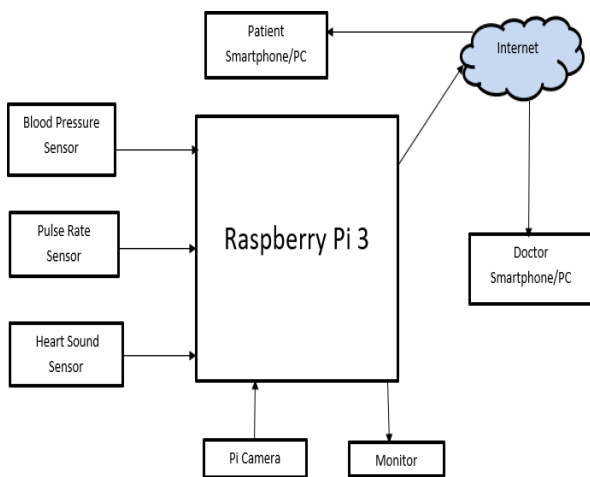 Patient
Smartphone/PC
Internet
Blood Pressure
Sensor
Raspberry Pi 3
Pulse Rate
Sensor
Doctor
Smartphone/PC
Heart Sound
Sensor
Pi Camera
Monitor